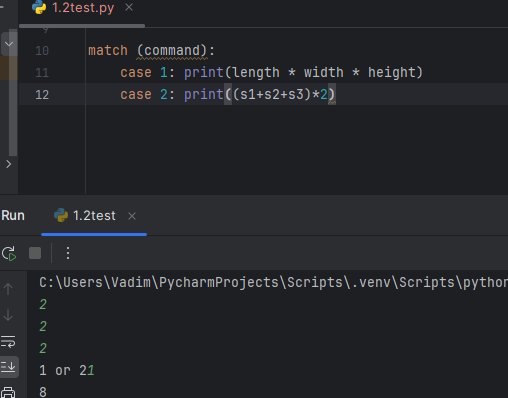 1.2test.py
10 match (command):
11 case 1: print(length * width * height)
12 case 2: print((s1+s2+s3)*2)
Run 1.2test
C:\Users\Vadim\PycharmProjects\Scripts\.venv\Scripts\python
2
2
2
1 or 21
8